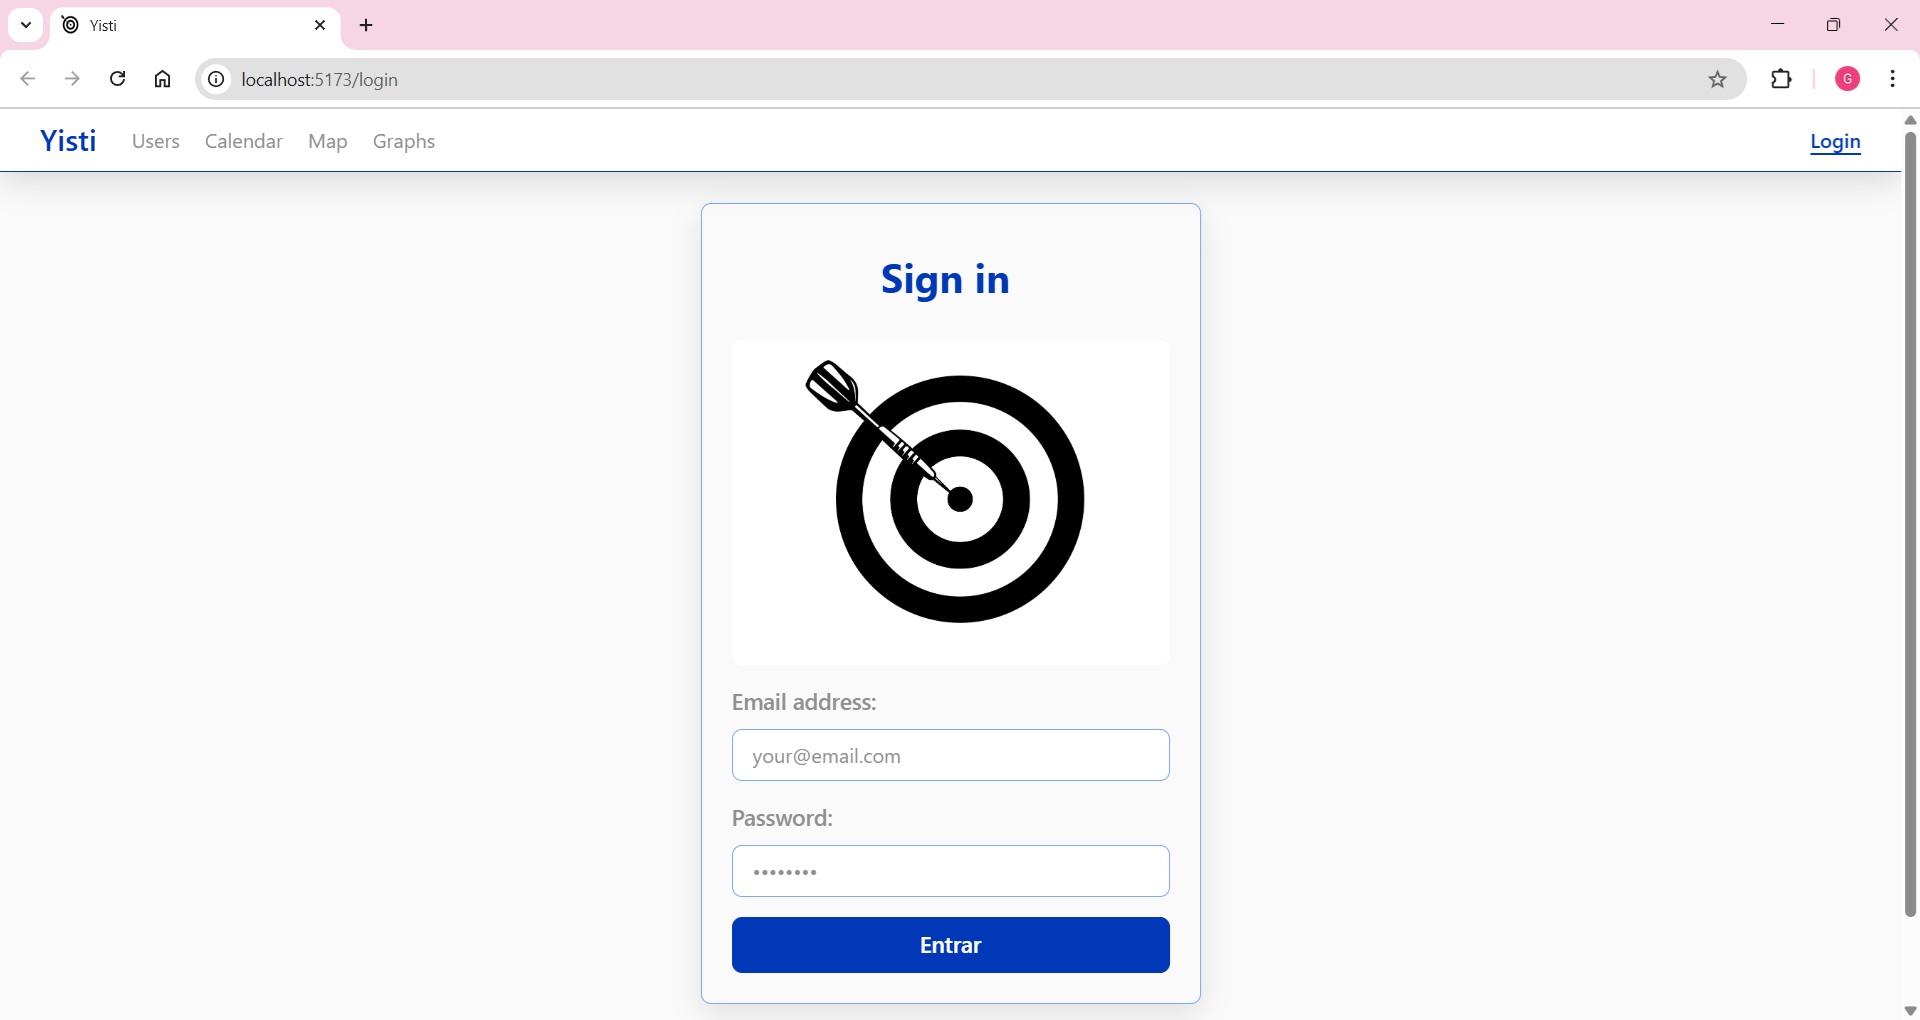 Yisti
localhost:5173/login
G
Yisti Users Calendar Map Graphs Login
Sign in
Email address:
your@email.com
Password:
••••••••
Entrar